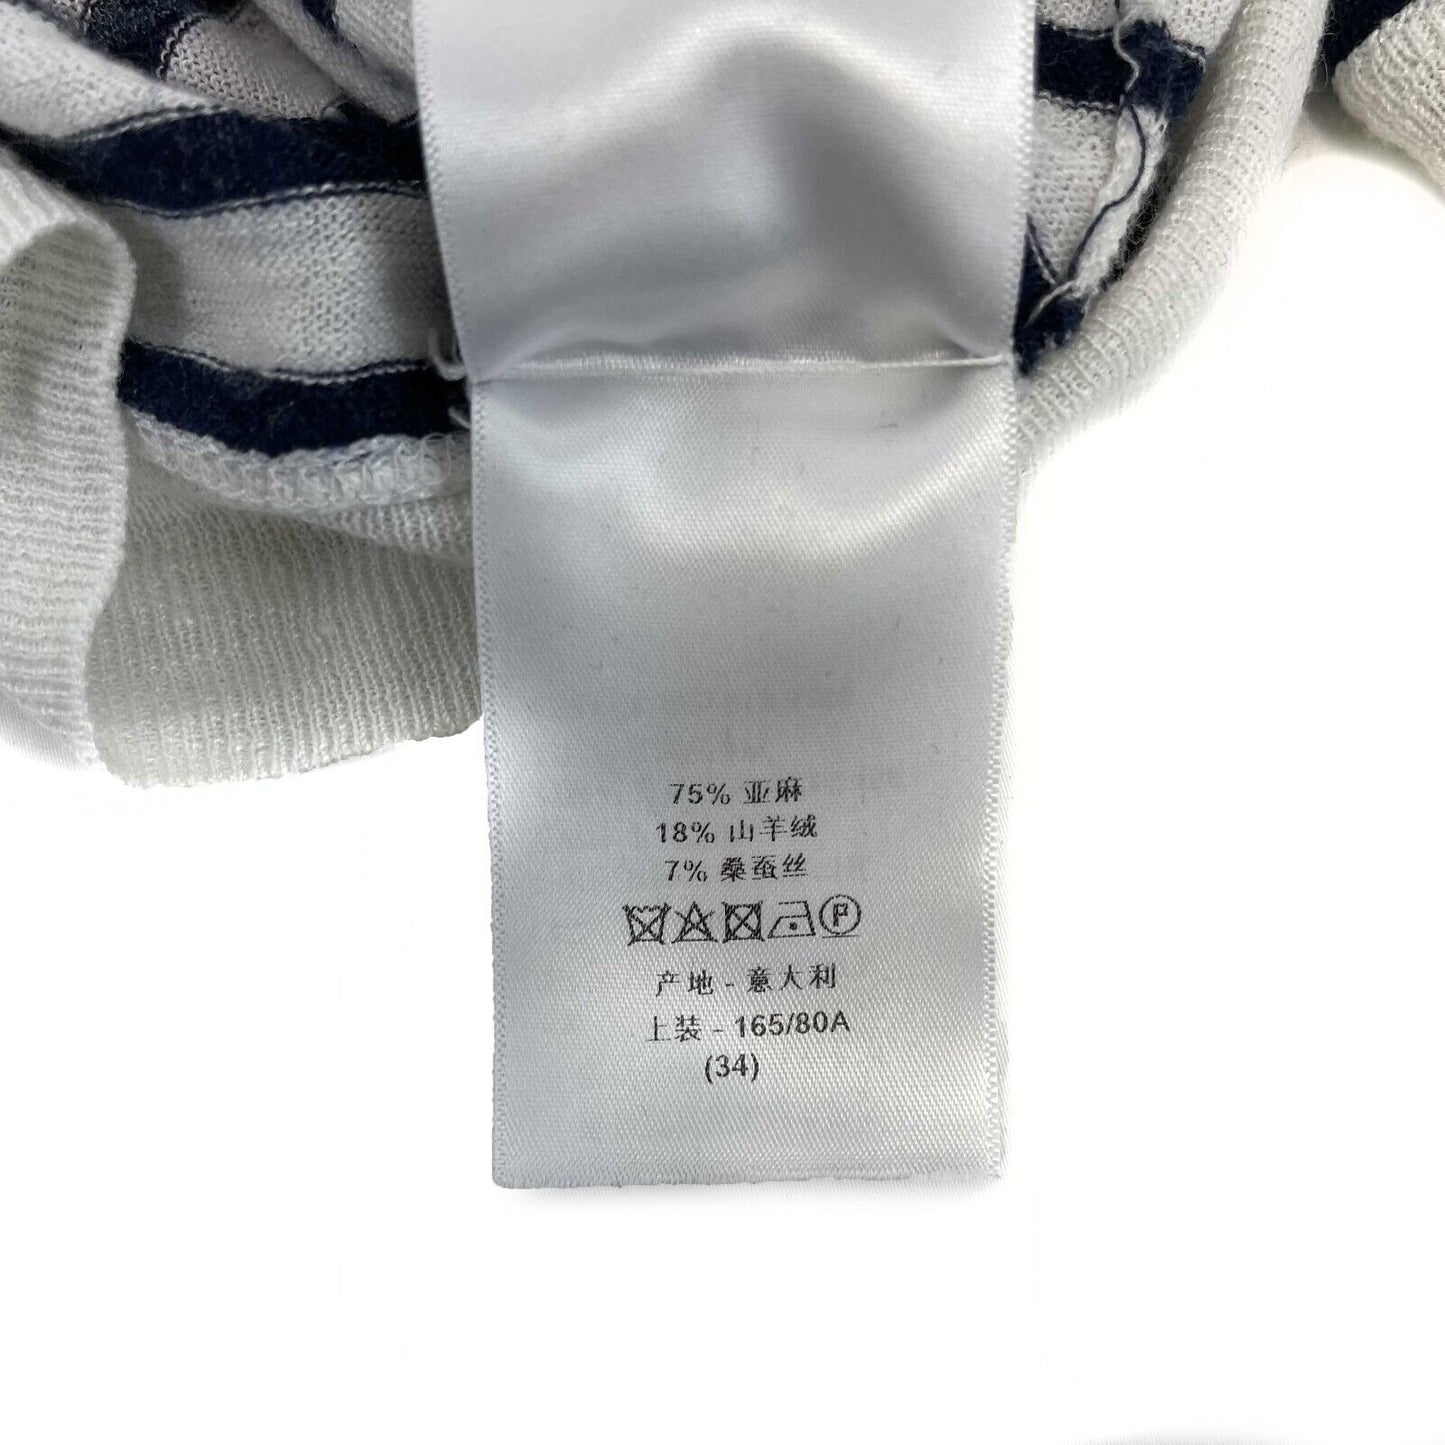 75% 亚麻
18% 山羊绒
7% 桑蚕丝
P
产地 - 意大利
上装 - 165/80A
(34)